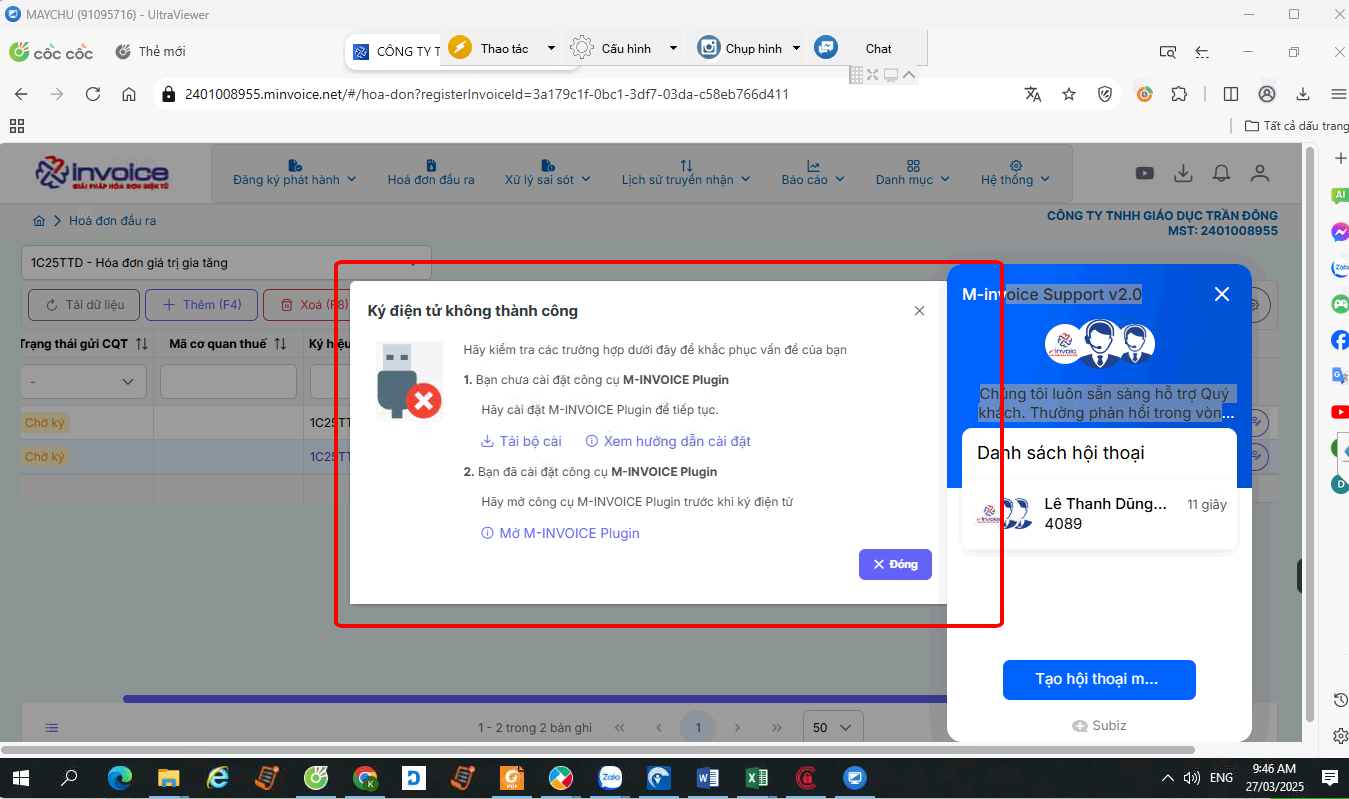 MAYCHU (91095716) - UltraViewer
cốc cốc
Thẻ mới
CÔNG TY T
Thao tác
Cấu hình
Chụp hình
Chat
2401008955.minvoice.net/#/hoa-don?registerInvoiceId=3a179c1f-0bc1-3df7-03da-c58eb766d411
Tất cả dấu trang
Invoice
GIẢI PHÁP HÓA ĐƠN ĐIỆN TỬ
Đăng ký phát hành
Hoá đơn đầu ra
Xử lý sai sót
Lịch sử truyền nhận
Báo cáo
Danh mục
Hệ thống
Hoá đơn đầu ra
CÔNG TY TNHH GIÁO DỤC TRẦN ĐÔNG
MST: 2401008955
1C25TTD - Hóa đơn giá trị gia tăng
Tải dữ liệu
Thêm (F4)
Xoá (F8)
Trạng thái gửi CQT
Mã cơ quan thuế
Ký hiệu
-
Chờ ký
1C25TT
Chờ ký
1C25TT
Ký điện tử không thành công
Hãy kiểm tra các trường hợp dưới đây để khắc phục vấn đề của bạn
1. Bạn chưa cài đặt công cụ M-INVOICE Plugin
Hãy cài đặt M-INVOICE Plugin để tiếp tục.
Tải bộ cài
Xem hướng dẫn cài đặt
2. Bạn đã cài đặt công cụ M-INVOICE Plugin
Hãy mở công cụ M-INVOICE Plugin trước khi ký điện tử
Mở M-INVOICE Plugin
Đóng
M-invoice Support v2.0
Chúng tôi luôn sẵn sàng hỗ trợ Quý
khách. Thường phản hồi trong vòn...
Danh sách hội thoại
Lê Thanh Dũng...
11 giây
4089
Tạo hội thoại m...
Subiz
1 - 2 trong 2 bản ghi
1
50
AI
Zalo
D
K
PDF
Zalo
ENG
9:46 AM
27/03/2025